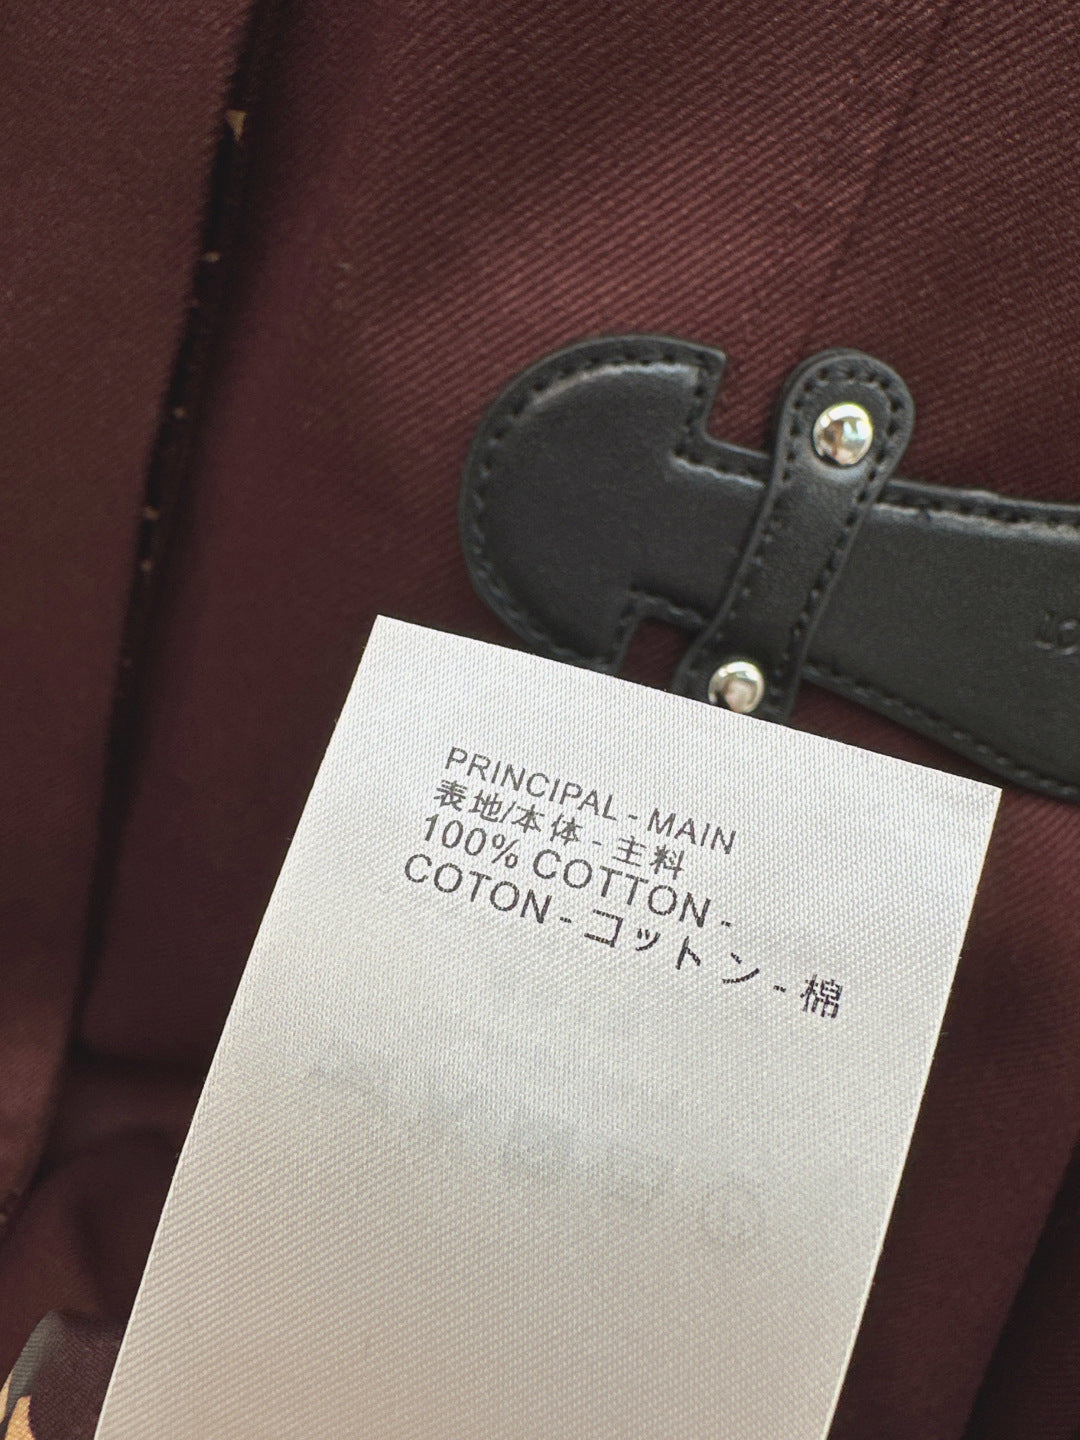 PRINCIPAL - MAIN
表地/本体 - 主料
100% COTTON -
COTON - コットン - 棉